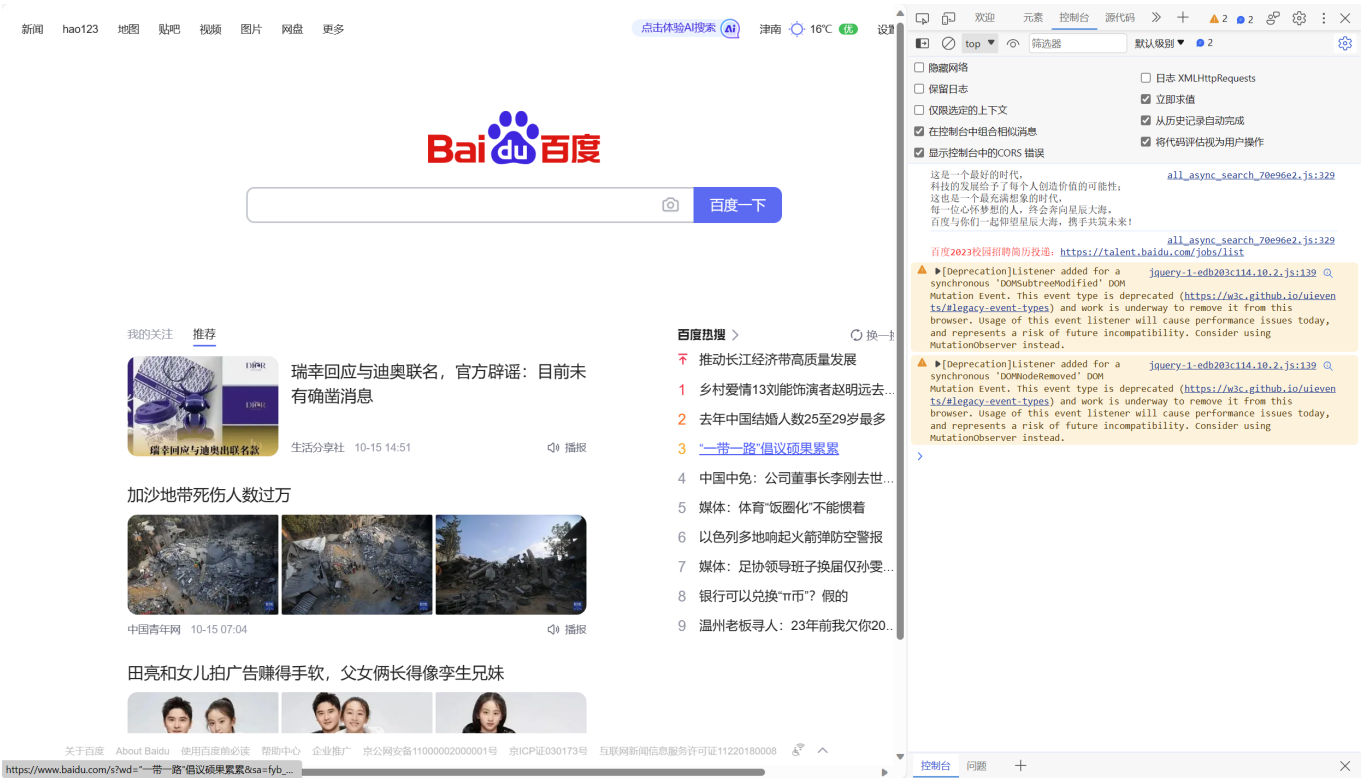 新闻 hao123 地图 贴吧 视频 图片 网盘 更多 点击体验AI搜索 Ai 津南 16℃ 优 设置
Bai du 百度
百度一下
我的关注 推荐
瑞幸回应与迪奥联名，官方辟谣：目前未
有确凿消息
DIOR
DIOR
瑞幸回应与迪奥出联名款
生活分享社 10-15 14:51 播报
加沙地带死伤人数过万
中国青年网 10-15 07:04 播报
田亮和女儿拍广告赚得手软，父女俩长得像孪生兄妹
百度热搜 换一换
推动长江经济带高质量发展
1 乡村爱情13刘能饰演者赵明远去...
2 去年中国结婚人数25至29岁最多
3 “一带一路”倡议硕果累累
4 中国中免：公司董事长李刚去世...
5 媒体：体育“饭圈化”不能惯着
6 以色列多地响起火箭弹防空警报
7 媒体：足协领导班子换届仅孙雯...
8 银行可以兑换“π币”？假的
9 温州老板寻人：23年前我欠你20...
关于百度 About Baidu 使用百度前必读 帮助中心 企业推广 京公网安备11000002000001号 京ICP证030173号 互联网新闻信息服务许可证11220180008
https://www.baidu.com/s?wd=“一带一路”倡议硕果累累&sa=fyb_...
欢迎 元素 控制台 源代码 2 2
top 筛选器 默认级别 2
隐藏网络
保留日志
仅限选定的上下文
在控制台中组合相似消息
显示控制台中的CORS 错误
日志 XMLHttpRequests
立即求值
从历史记录自动完成
将代码评估视为用户操作
这是一个最好的时代， all_async_search_70e96e2.js:329
科技的发展给予了每个人创造价值的可能性；
这也是一个最充满想象的时代，
每一位心怀梦想的人，终会奔向星辰大海。
百度与你们一起仰望星辰大海，携手共筑未来！
all_async_search_70e96e2.js:329
百度2023校园招聘简历投递：https://talent.baidu.com/jobs/list
[Deprecation]Listener added for a jquery-1-edb203c114.10.2.js:139
synchronous 'DOMSubtreeModified' DOM
Mutation Event. This event type is deprecated (https://w3c.github.io/uieven
ts/#legacy-event-types) and work is underway to remove it from this
browser. Usage of this event listener will cause performance issues today,
and represents a risk of future incompatibility. Consider using
MutationObserver instead.
[Deprecation]Listener added for a jquery-1-edb203c114.10.2.js:139
synchronous 'DOMNodeRemoved' DOM
Mutation Event. This event type is deprecated (https://w3c.github.io/uieven
ts/#legacy-event-types) and work is underway to remove it from this
browser. Usage of this event listener will cause performance issues today,
and represents a risk of future incompatibility. Consider using
MutationObserver instead.
控制台 问题